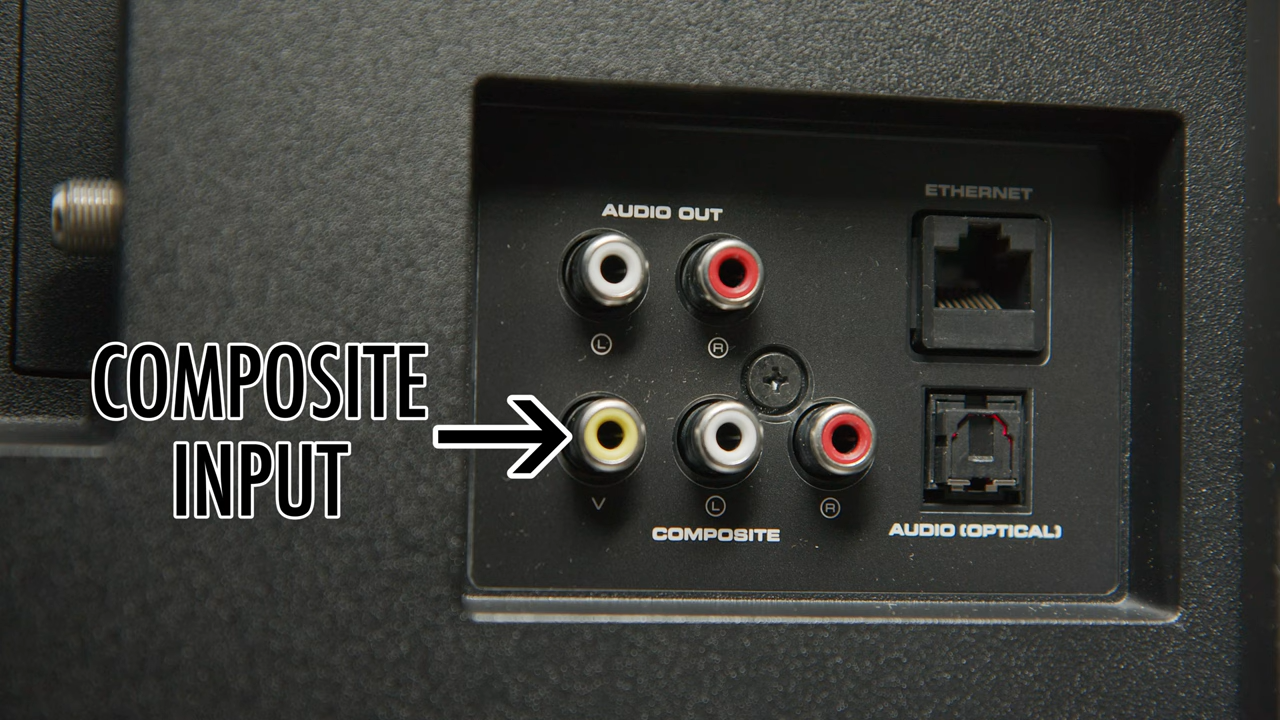 AUDIO OUT
ETHERNET
L
R
COMPOSITE
INPUT
V
L
R
COMPOSITE
AUDIO (OPTICAL)